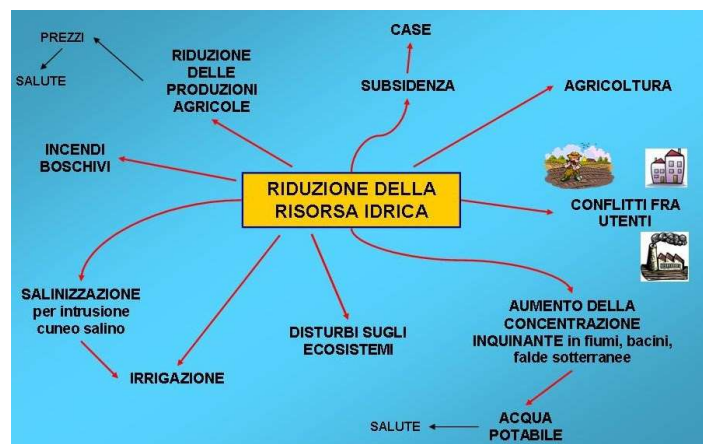 CASE
PREZZI
RIDUZIONE
DELLE
PRODUZIONI
AGRICOLE
SALUTE
SUBSIDENZA
AGRICOLTURA
INCENDI
BOSCHIVI
RIDUZIONE DELLA
RISORSA IDRICA
CONFLITTI FRA
UTENTI
SALINIZZAZIONE
per intrusione
cuneo salino
DISTURBI SUGLI
ECOSISTEMI
AUMENTO DELLA
CONCENTRAZIONE
INQUINANTE in fiumi, bacini,
falde sotterranee
IRRIGAZIONE
SALUTE
ACQUA
POTABILE